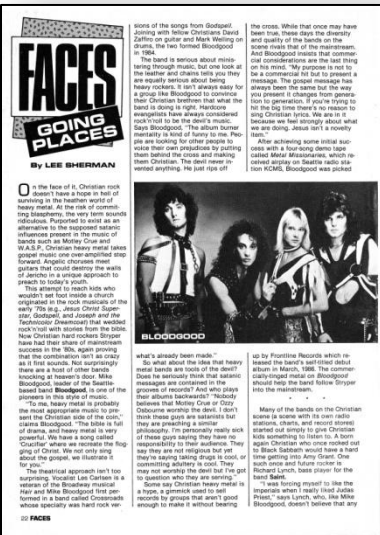 FACES
GOING
PLACES
By LEE SHERMAN
On the face of it, Christian rock
doesn't have a hope in hell of
surviving in the heathen world of
heavy metal. At the risk of commit-
ting blasphemy, the very term sounds
ridiculous. Purported to exist as an
alternative to the supposed satanic
influences present in the music of
bands such as Motley Crue and
W.A.S.P., Christian heavy metal takes
gospel music one over-amplified step
forward. Angelic choruses meet
guitars that could destroy the walls
of Jericho in a unique approach to
preach to today's youth.
This attempt to reach kids who
wouldn't set foot inside a church
originated in the rock musicals of the
early '70s (e.g., Jesus Christ Super-
star, Godspell, and Joseph and the
Technicolor Dreamcoat) that wedded
rock'n'roll with stories from the bible.
Now Christian hard rockers Stryper
have had their share of mainstream
success in the '80s, again proving
that the combination isn't as crazy
as it first sounds. Not surprisingly
there are a host of other bands
knocking at heaven's door. Mike
Bloodgood, leader of the Seattle-
based band Bloodgood, is one of the
pioneers in this style of music.
"To me, heavy metal is probably
the most appropriate music to pre-
sent the Christian side of the coin,"
claims Bloodgood. "The bible is full
of drama, and heavy metal is very
powerful. We have a song called
'Crucifier' where we recreate the flog-
ging of Christ. We not only sing
about the gospel, we illustrate it
for you."
The theatrical approach isn't too
surprising. Vocalist Les Carlsen is a
veteran of the Broadway musical
Hair and Mike Bloodgood first per-
formed in a band called Crossroads
whose specialty was hard rock ver-
sions of the songs from Godspell.
Joining with fellow Christians David
Zaffiro on guitar and Mark Welling on
drums, the two formed Bloodgood
in 1984.
The band is serious about minis-
tering through music, but one look at
the leather and chains tells you they
are equally serious about being
heavy rockers. It isn't always easy for
a group like Bloodgood to convince
their Christian brethren that what the
band is doing is right. Hardcore
evangelists have always considered
rock'n'roll to be the devil's music.
Says Bloodgood, "The album burner
mentality is kind of funny to me. Peo-
ple are looking for other people to
voice their own prejudices by putting
them behind the cross and making
them Christian. The devil never in-
vented anything. He just rips off
what's already been made."
So what about the idea that heavy
metal bands are tools of the devil?
Does he seriously think that satanic
messages are contained in the
grooves of records? And who plays
their albums backwards? "Nobody
believes that Motley Crue or Ozzy
Osbourne worship the devil. I don't
think these guys are satanists but
they are preaching a similar
philosophy. I'm personally really sick
of these guys saying they have no
responsibility to their audience. They
say they are not religious but yet
they're saying taking drugs is cool, or
committing adultery is cool. They
may not worship the devil but I've got
to question who they are serving."
Some say Christian heavy metal is
a hype, a gimmick used to sell
records by groups that aren't good
enough to make it without bearing
the cross. While that once may have
been true, these days the diversity
and quality of the bands on the
scene rivals that of the mainstream.
And Bloodgood insists that commer-
cial considerations are the last thing
on his mind. "My purpose is not to
be a commercial hit but to present a
message. The gospel message has
always been the same but the way
you present it changes from genera-
tion to generation. If you're trying to
hit the big time there's no reason to
sing Christian lyrics. We are in it
because we feel strongly about what
we are doing. Jesus isn't a novelty
item."
After achieving some initial suc-
cess with a four-song demo tape
called Metal Missionaries, which re-
ceived airplay on Seattle radio sta-
tion KCMS, Bloodgood was picked
up by Frontline Records which re-
leased the band's self-titled debut
album in March, 1986. The commer-
cially-tinged metal on Bloodgood
should help the band follow Stryper
into the mainstream.
Many of the bands on the Christian
scene (a scene with its own radio
stations, charts, and record stores)
started out simply to give Christian
kids something to listen to. A born
again Christian who once rocked out
to Black Sabbath would have a hard
time getting into Amy Grant. One
such once and future rocker is
Richard Lynch, bass player for the
band Saint.
"I was forcing myself to like the
Imperials when I really liked Judas
Priest," says Lynch, who, like Mike
Bloodgood, doesn't believe that any
BLOODGOOD
22 FACES